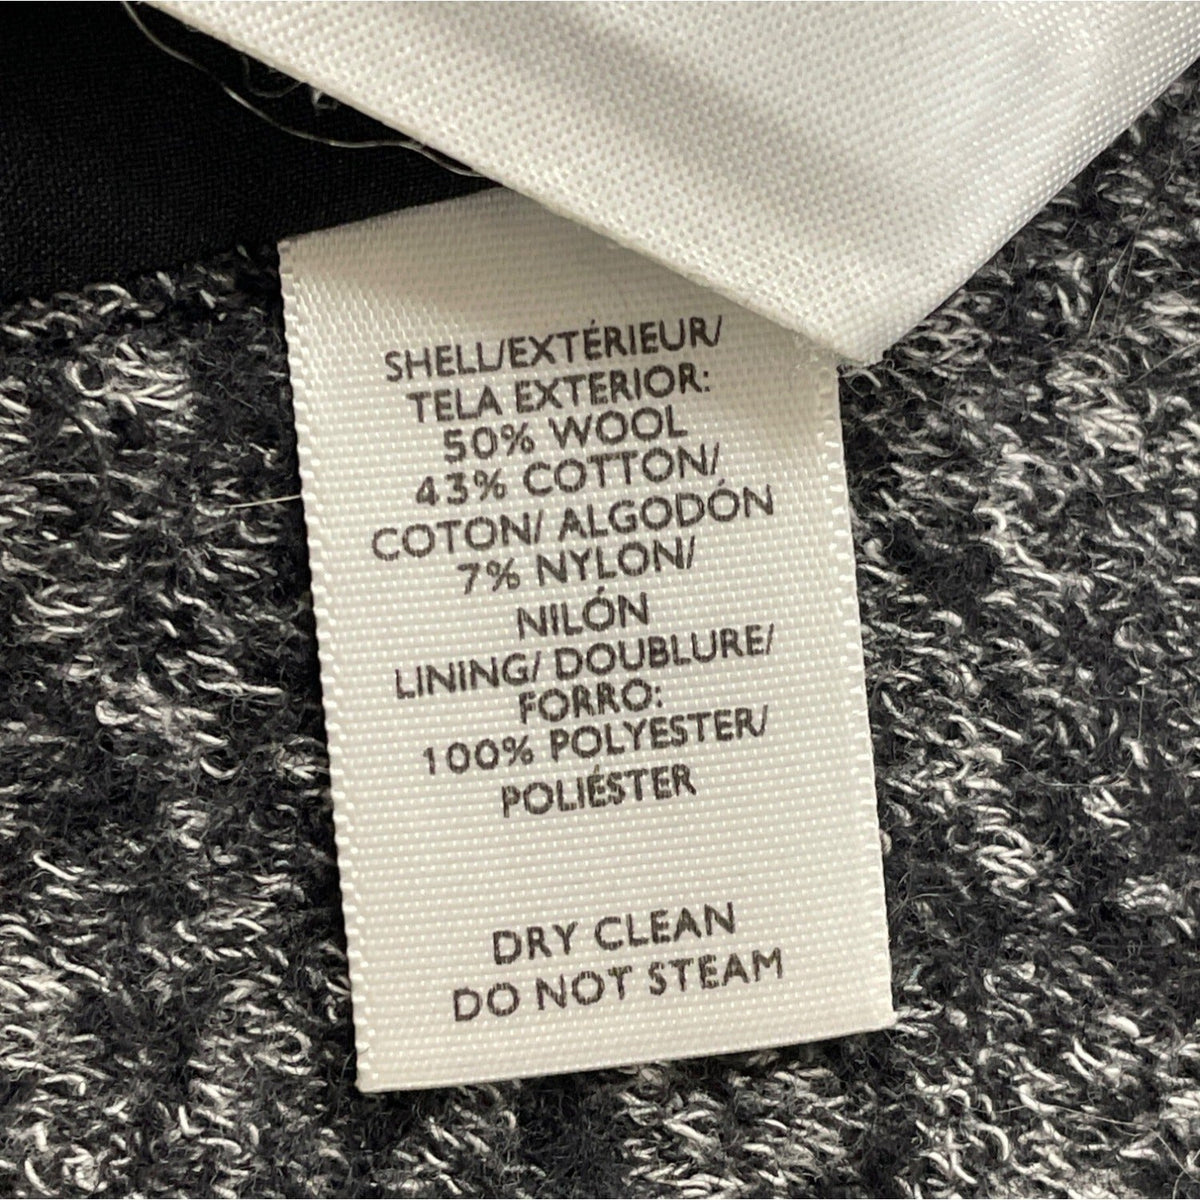 SHELL/EXTÉRIEUR/
TELA EXTERIOR:
50% WOOL
43% COTTON/
COTON/ ALGODÓN
7% NYLON/
NILÓN
LINING/ DOUBLURE/
FORRO:
100% POLYESTER/
POLIÉSTER
DRY CLEAN
DO NOT STEAM